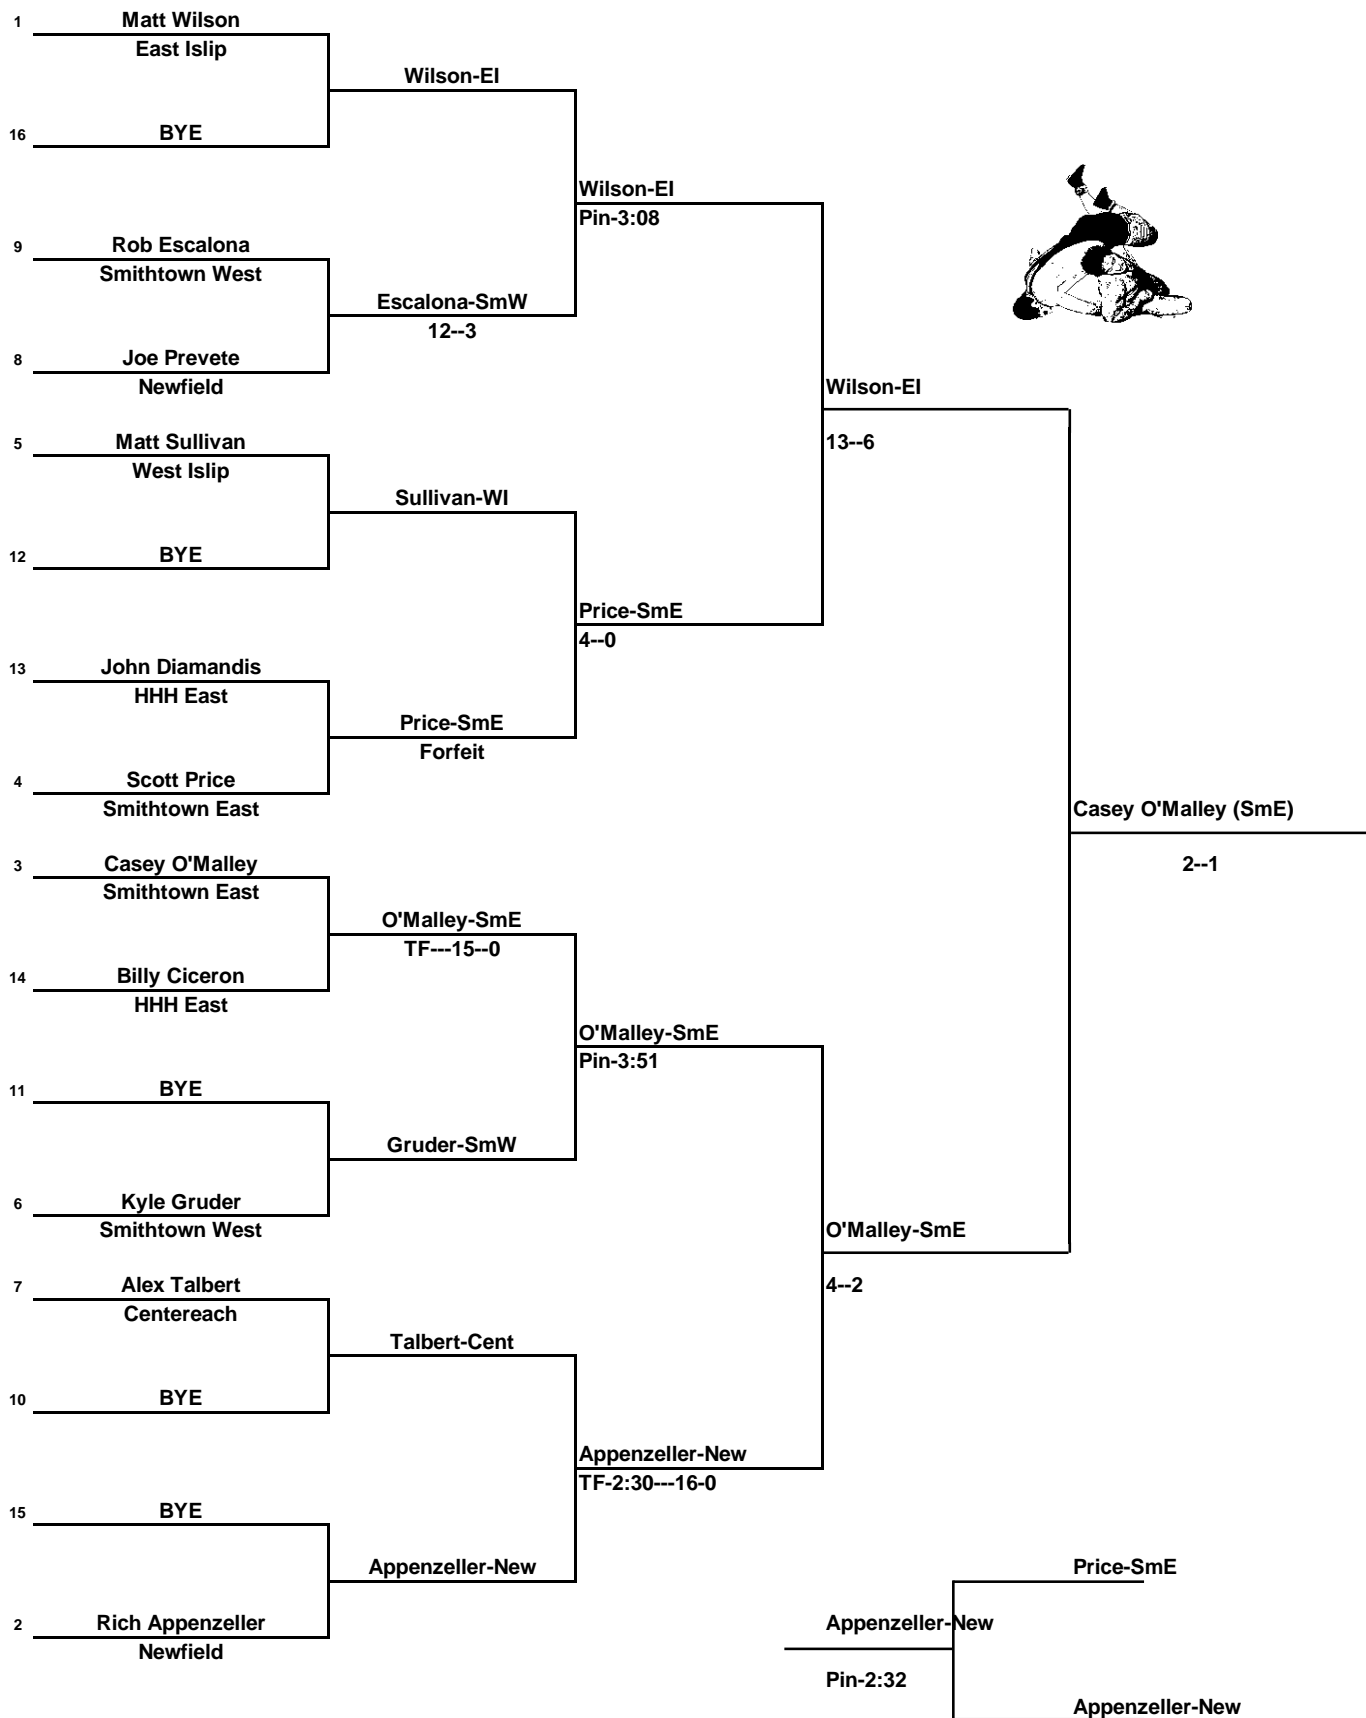 1 Matt Wilson
East Islip
Wilson-EI
16 BYE
Wilson-EI
Pin-3:08
9 Rob Escalona
Smithtown West
Escalona-SmW
12--3
8 Joe Prevete
Newfield
Wilson-EI
13--6
5 Matt Sullivan
West Islip
Sullivan-WI
12 BYE
Price-SmE
4--0
13 John Diamandis
HHH East
Price-SmE
Forfeit
4 Scott Price
Smithtown East
Casey O'Malley (SmE)
2--1
3 Casey O'Malley
Smithtown East
O'Malley-SmE
TF---15--0
14 Billy Ciceron
HHH East
O'Malley-SmE
Pin-3:51
11 BYE
Gruder-SmW
6 Kyle Gruder
Smithtown West
O'Malley-SmE
4--2
7 Alex Talbert
Centereach
Talbert-Cent
10 BYE
Appenzeller-New
TF-2:30---16-0
15 BYE
Appenzeller-New
2 Rich Appenzeller
Newfield
Price-SmE
Appenzeller-New
Pin-2:32
Appenzeller-New